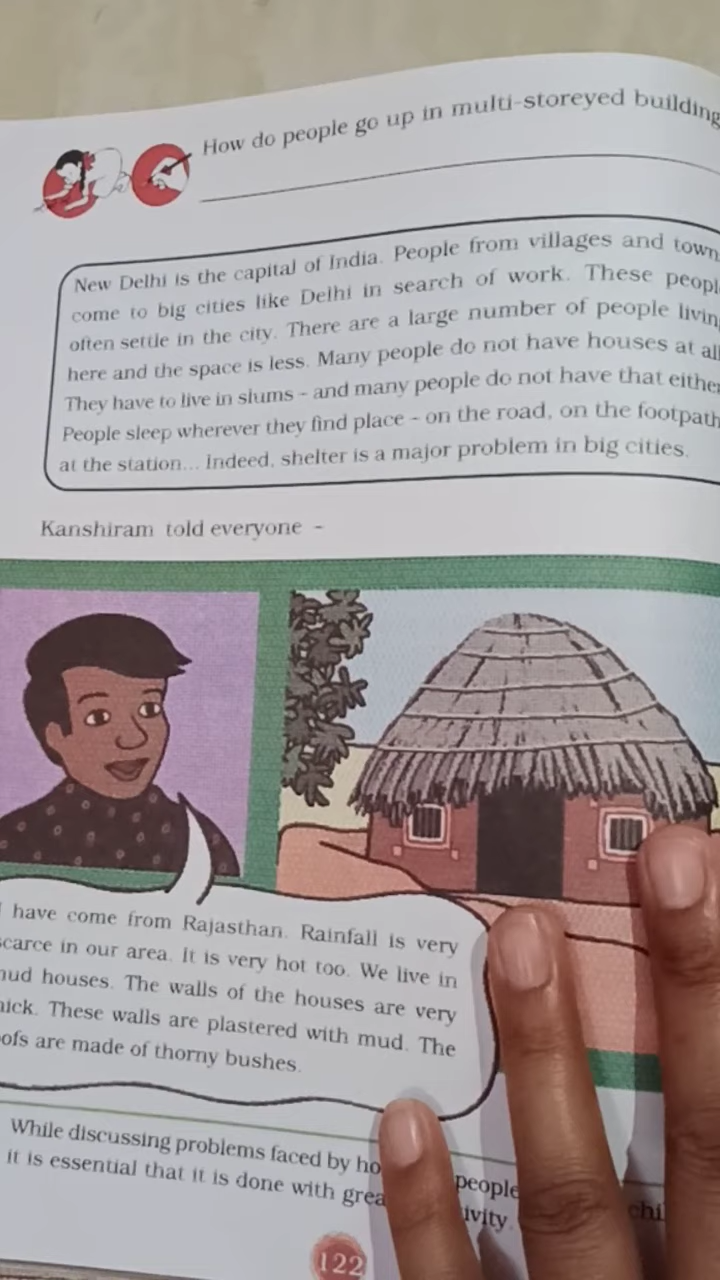 How do people go up in multi-storeyed building
New Delhi is the capital of India. People from villages and town
come to big cities like Delhi in search of work. These peopl
often settle in the city. There are a large number of people livin
here and the space is less. Many people do not have houses at all
They have to live in slums – and many people do not have that either
People sleep wherever they find place – on the road, on the footpath
at the station... Indeed, shelter is a major problem in big cities.
Kanshiram told everyone –
I have come from Rajasthan. Rainfall is very
scarce in our area. It is very hot too. We live in
mud houses. The walls of the houses are very
hick. These walls are plastered with mud. The
ofs are made of thorny bushes.
While discussing problems faced by ho people chi
it is essential that it is done with grea ivity.
122